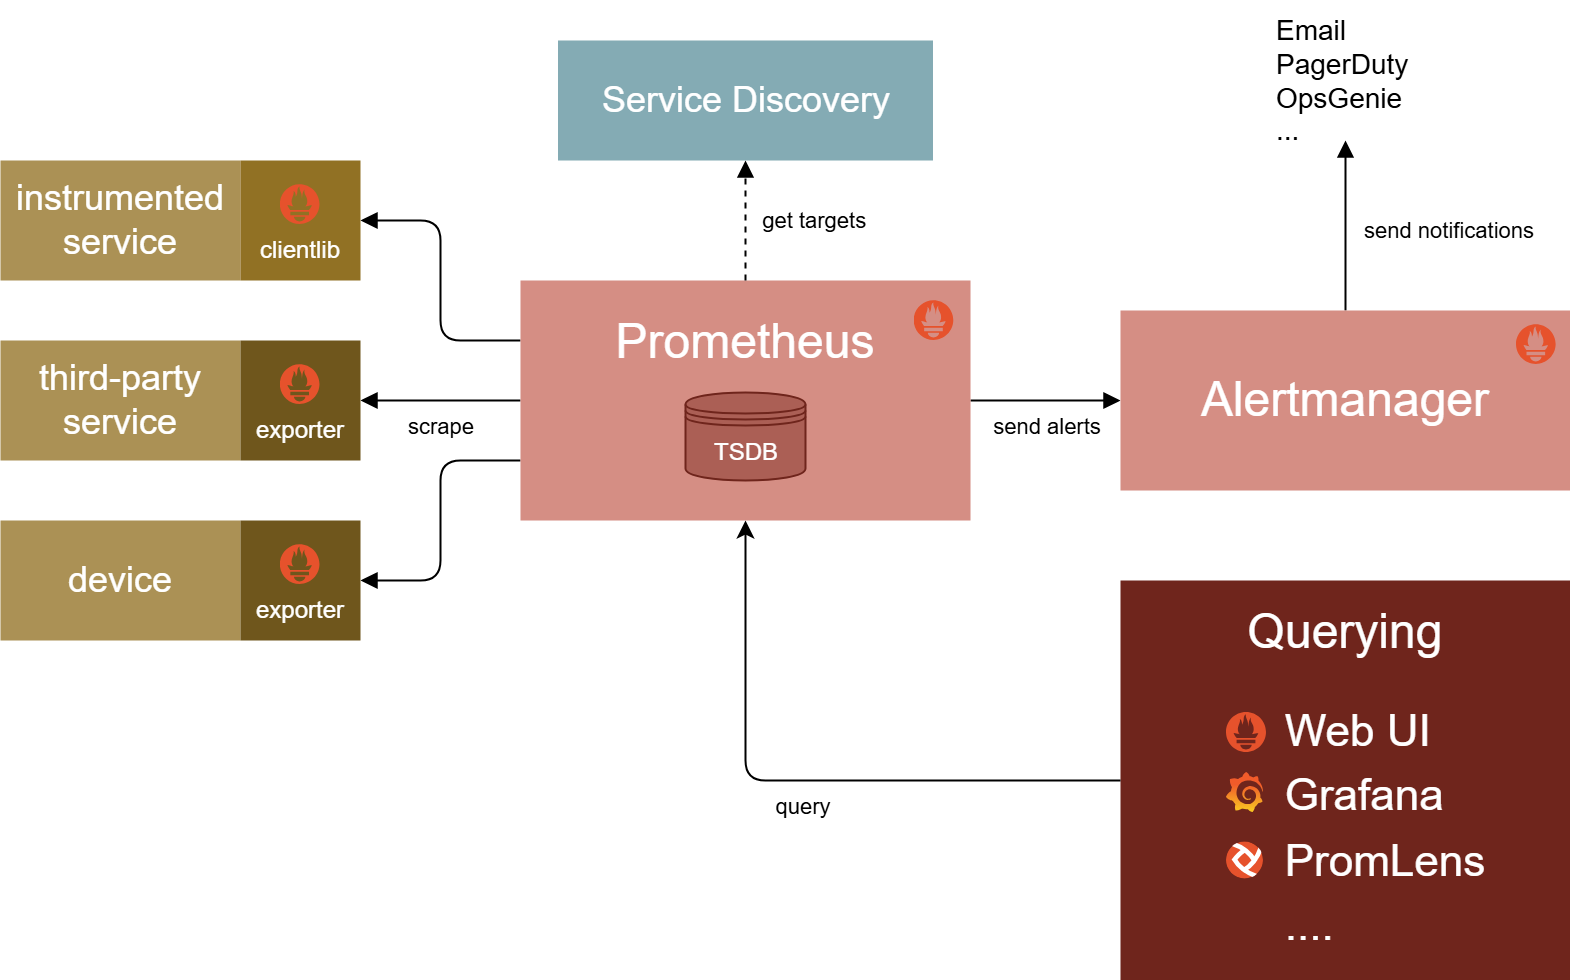 Email
PagerDuty
OpsGenie
...
Service Discovery
get targets
send notifications
instrumented
service
clientlib
third-party
service
exporter
device
exporter
scrape
Prometheus
TSDB
send alerts
Alertmanager
query
Querying
Web UI
Grafana
PromLens
....